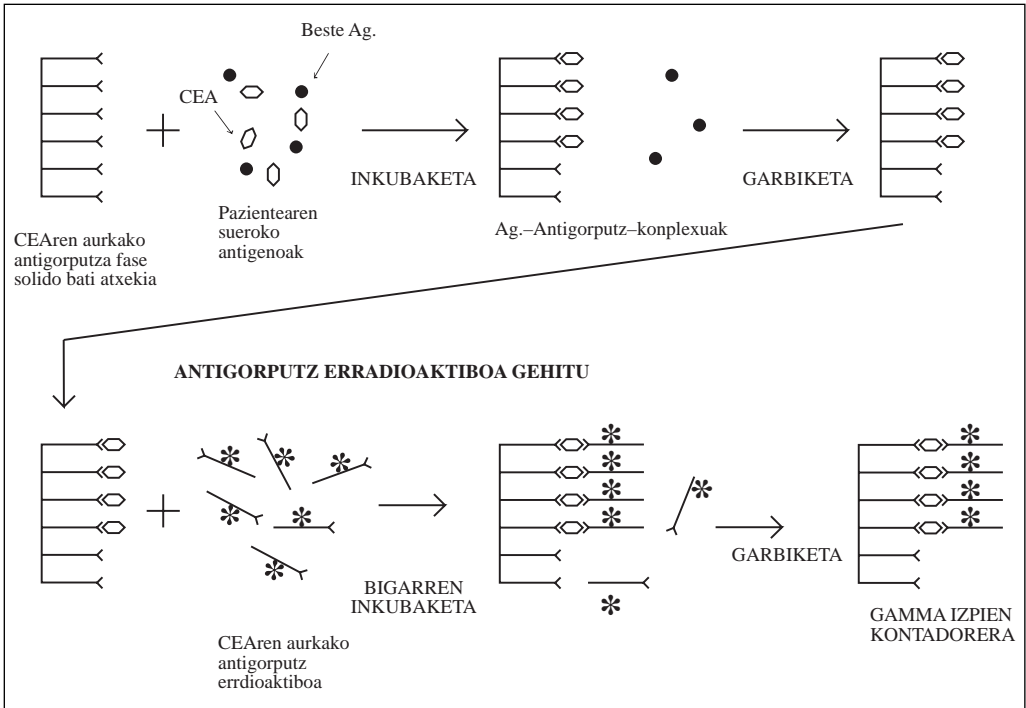 Beste Ag.
CEA
INKUBAKETA
GARBIKETA
Pazientearen
sueroko
antigenoak
Ag.–Antigorputz–konplexuak
CEAren aurkako
antigorputza fase
solido bati atxekia
ANTIGORPUTZ ERRADIOAKTIBOA GEHITU
BIGARREN
INKUBAKETA
GARBIKETA
GAMMA IZPIEN
KONTADORERA
CEAren aurkako
antigorputz
errdioaktiboa